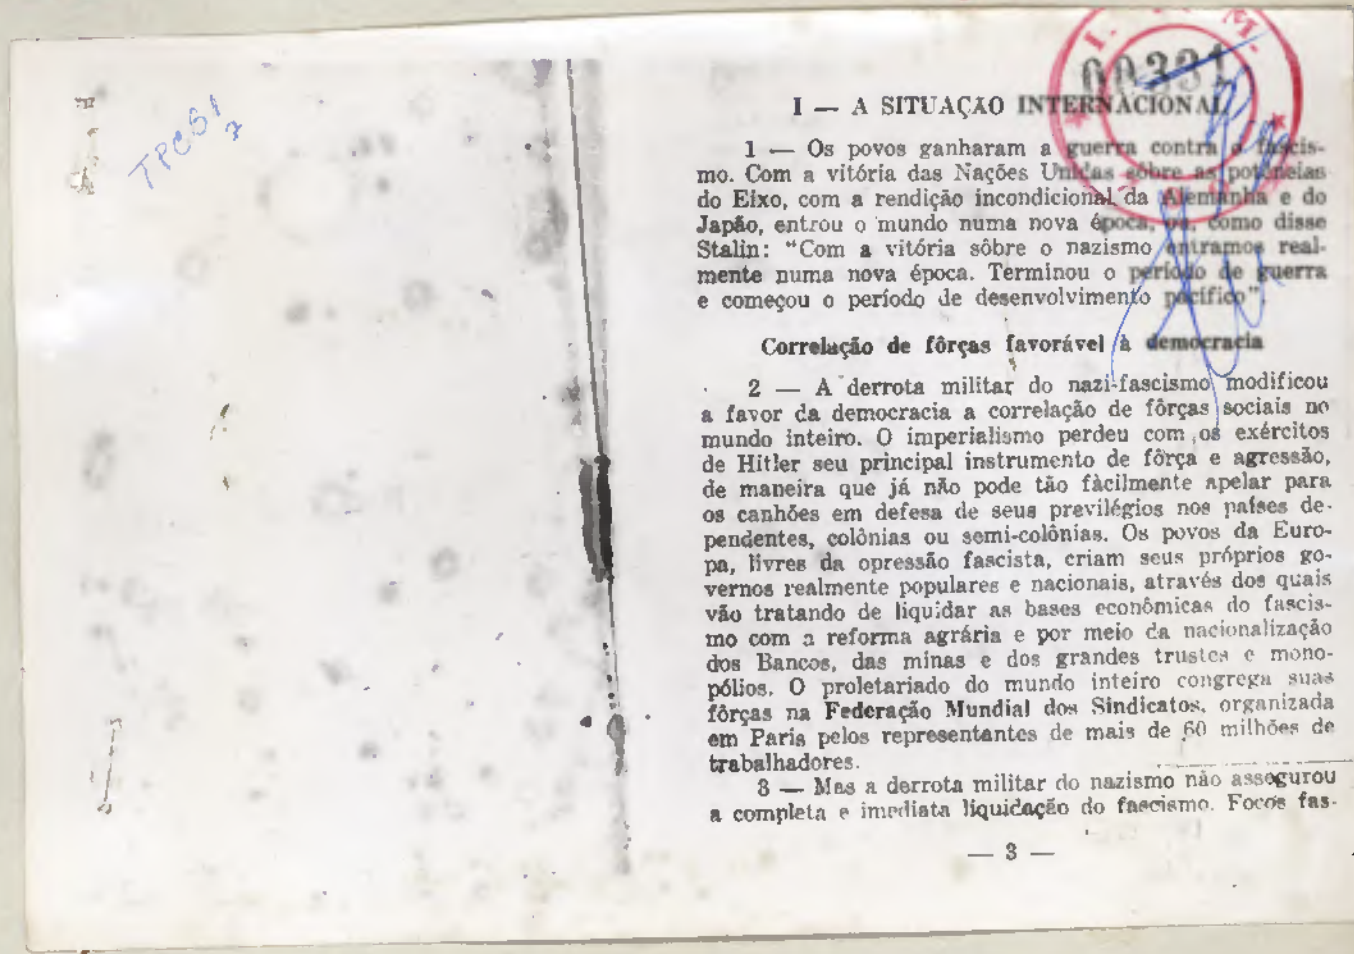 TPCS1
I. M.
00331
I — A SITUAÇÃO INTERNACIONAL
1 — Os povos ganharam a guerra contra o fascis-
mo. Com a vitória das Nações Unidas sôbre as potências
do Eixo, com a rendição incondicional da Alemanha e do
Japão, entrou o mundo numa nova época, ou, como disse
Stalin: “Com a vitória sôbre o nazismo entramos real-
mente numa nova época. Terminou o período de guerra
e começou o período de desenvolvimento pacífico”
Correlação de fôrças favorável à democracia
2 — A derrota militar do nazi-fascismo modificou
a favor da democracia a correlação de fôrças sociais no
mundo inteiro. O imperialismo perdeu com os exércitos
de Hitler seu principal instrumento de fôrça e agressão,
de maneira que já não pode tão fàcilmente apelar para
os canhões em defesa de seus previlégios nos países de-
pendentes, colônias ou semi-colônias. Os povos da Euro-
pa, livres da opressão fascista, criam seus próprios go-
vernos realmente populares e nacionais, através dos quais
vão tratando de liquidar as bases econômicas do fascis-
mo com a reforma agrária e por meio da nacionalização
dos Bancos, das minas e dos grandes trustes e mono-
pólios. O proletariado do mundo inteiro congrega suas
fôrças na Federação Mundial dos Sindicatos, organizada
em Paris pelos representantes de mais de 60 milhões de
trabalhadores.
3 — Mas a derrota militar do nazismo não assegurou
a completa e imediata liquidação do fascismo. Focos fas-
— 3 —